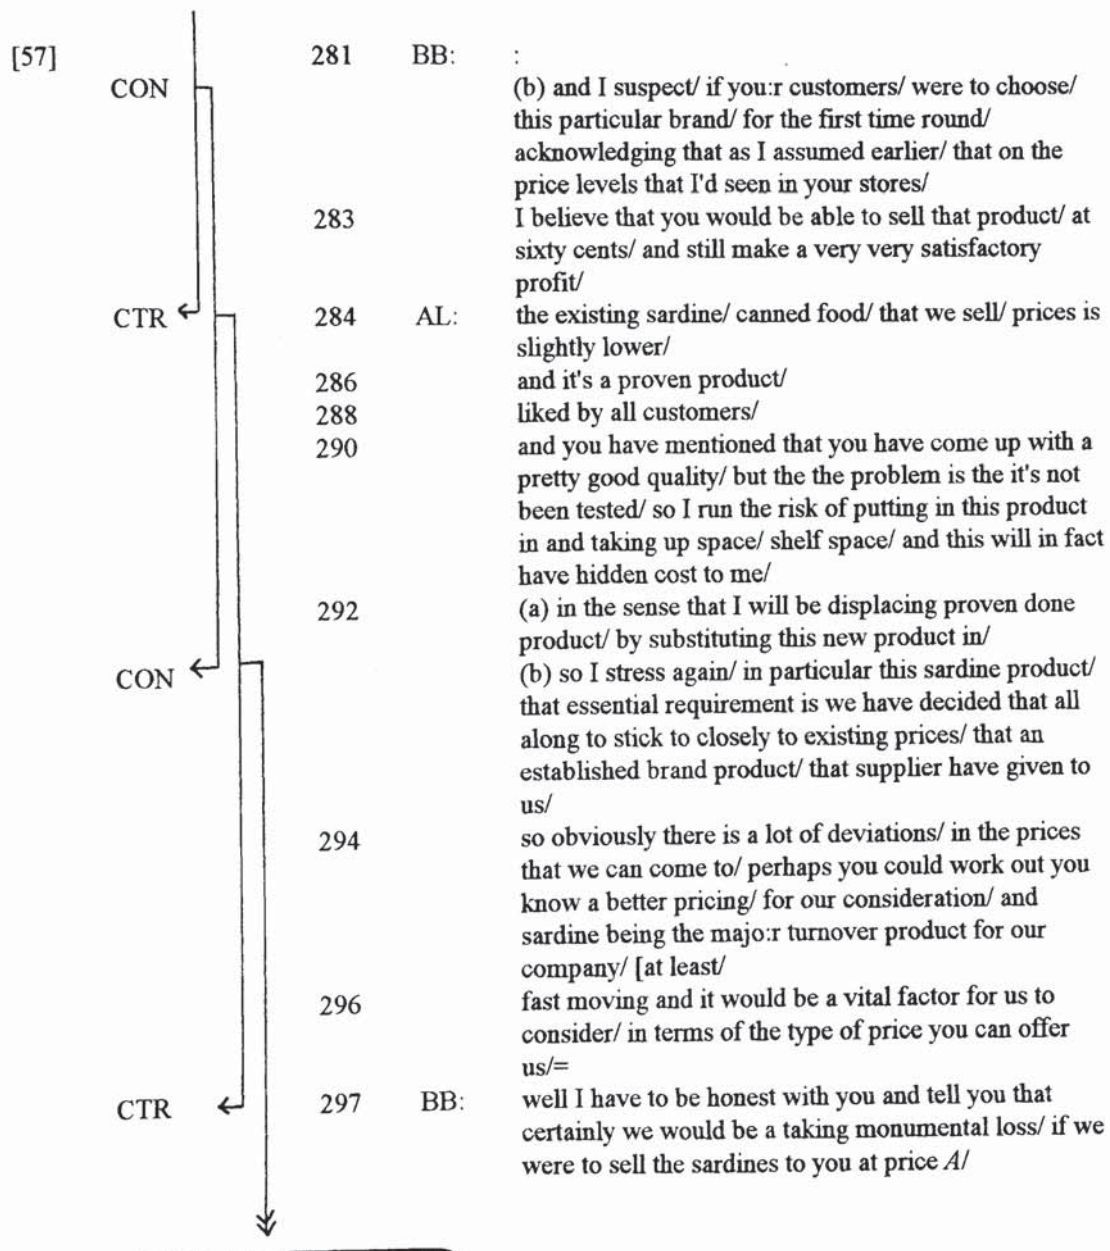 [57] 281 BB: :
CON (b) and I suspect/ if you:r customers/ were to choose/
this particular brand/ for the first time round/
acknowledging that as I assumed earlier/ that on the
price levels that I'd seen in your stores/
283 I believe that you would be able to sell that product/ at
sixty cents/ and still make a very very satisfactory
profit/
CTR 284 AL: the existing sardine/ canned food/ that we sell/ prices is
slightly lower/
286 and it's a proven product/
288 liked by all customers/
290 and you have mentioned that you have come up with a
pretty good quality/ but the the problem is the it's not
been tested/ so I run the risk of putting in this product
in and taking up space/ shelf space/ and this will in fact
have hidden cost to me/
292 (a) in the sense that I will be displacing proven done
product/ by substituting this new product in/
CON (b) so I stress again/ in particular this sardine product/
that essential requirement is we have decided that all
along to stick to closely to existing prices/ that an
established brand product/ that supplier have given to
us/
294 so obviously there is a lot of deviations/ in the prices
that we can come to/ perhaps you could work out you
know a better pricing/ for our consideration/ and
sardine being the majo:r turnover product for our
company/ [at least/
296 fast moving and it would be a vital factor for us to
consider/ in terms of the type of price you can offer
us/=
CTR 297 BB: well I have to be honest with you and tell you that
certainly we would be a taking monumental loss/ if we
were to sell the sardines to you at price A/